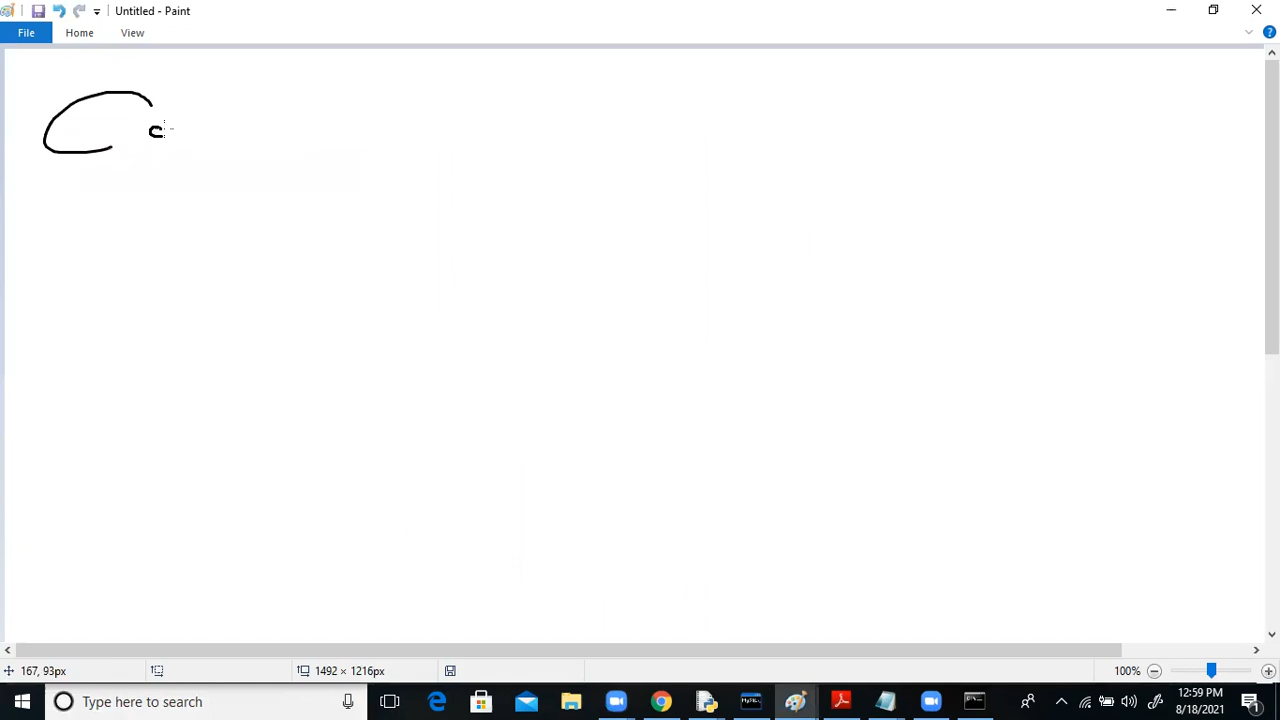 Untitled - Paint
File Home View
C
167, 93px 1492 × 1216px 100%
Type here to search 12:59 PM
8/18/2021 1